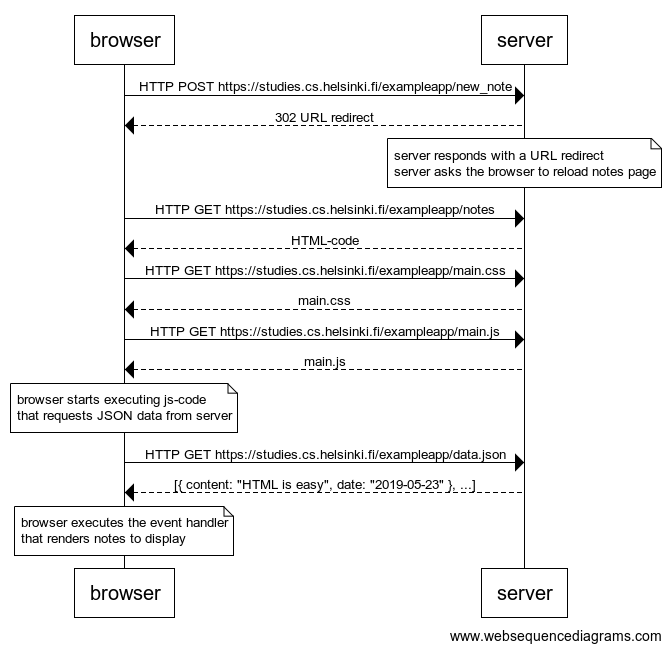 browser
server
HTTP POST https://studies.cs.helsinki.fi/exampleapp/new_note
302 URL redirect
server responds with a URL redirect
server asks the browser to reload notes page
HTTP GET https://studies.cs.helsinki.fi/exampleapp/notes
HTML-code
HTTP GET https://studies.cs.helsinki.fi/exampleapp/main.css
main.css
HTTP GET https://studies.cs.helsinki.fi/exampleapp/main.js
main.js
browser starts executing js-code
that requests JSON data from server
HTTP GET https://studies.cs.helsinki.fi/exampleapp/data.json
[{ content: "HTML is easy", date: "2019-05-23" }, ...]
browser executes the event handler
that renders notes to display
browser
server
www.websequencediagrams.com